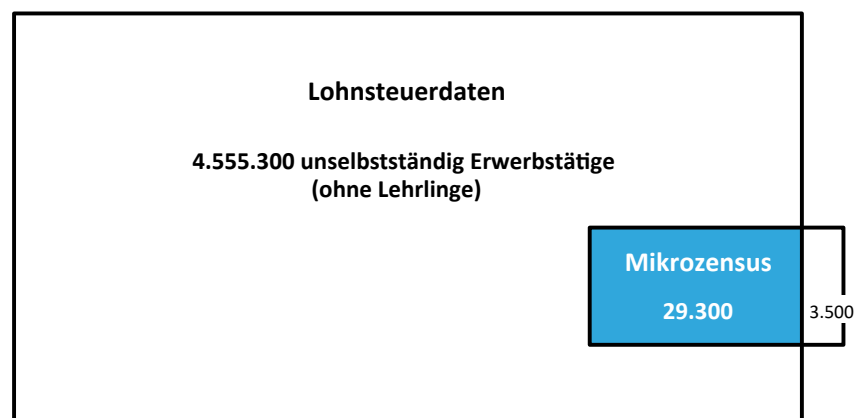 Lohnsteuerdaten
4.555.300 unselbstständig Erwerbstätige
(ohne Lehrlinge)
Mikrozensus
29.300
3.500